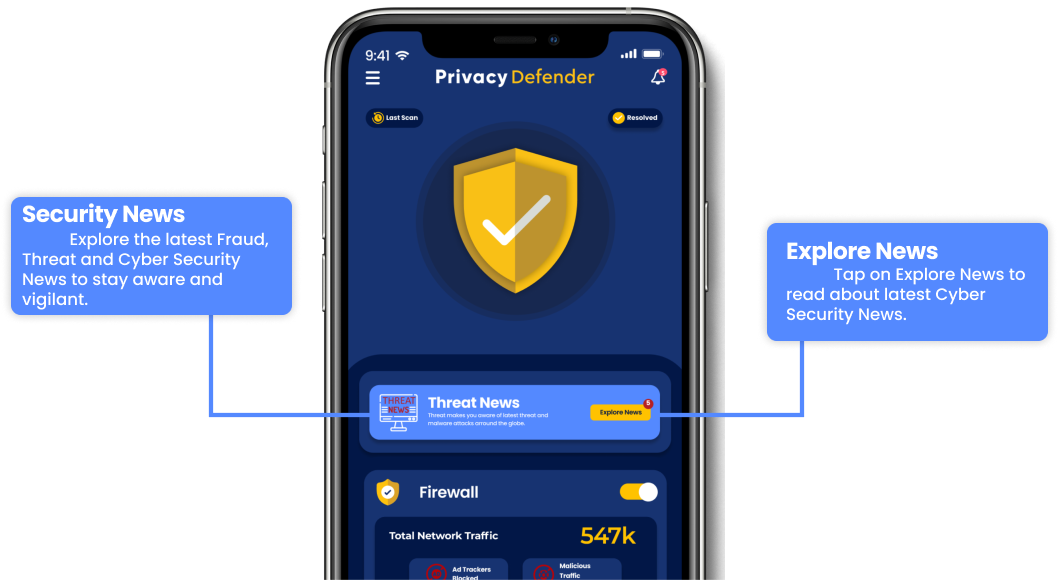 9:41
Privacy Defender
5
Last Scan
Resolved
Security News
Explore the latest Fraud,
Threat and Cyber Security
News to stay aware and
vigilant.
Explore News
Tap on Explore News to
read about latest Cyber
Security News.
THREAT
NEWS
Threat News
Threat makes you aware of latest threat and
malware attacks arround the globe.
Explore News
5
Firewall
Total Network Traffic
547k
Ad Trackers
Blocked
Malicious
Traffic